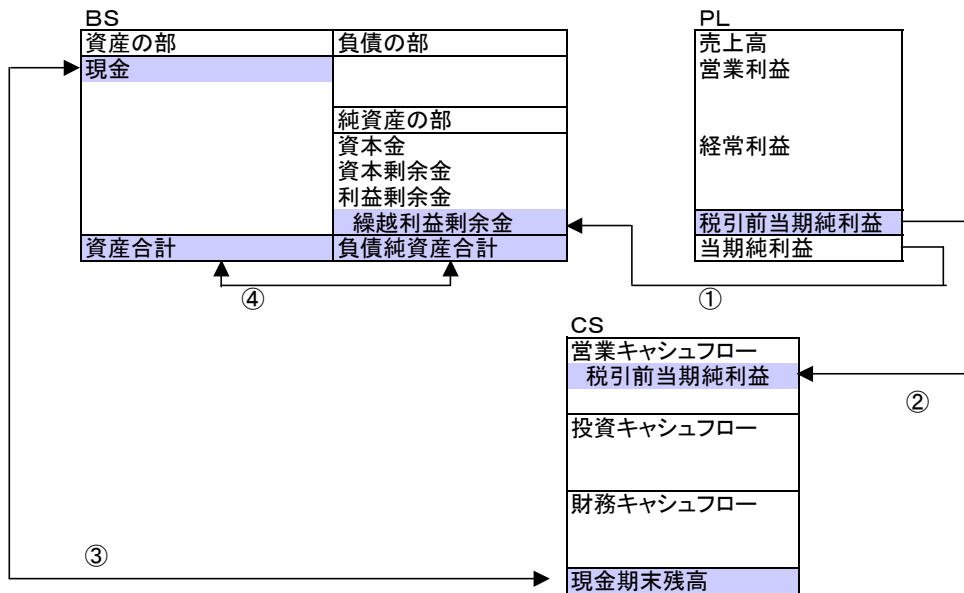 BS
資産の部 負債の部
現金
純資産の部
資本金
資本剰余金
利益剰余金
繰越利益剰余金
資産合計 負債純資産合計
④
PL
売上高
営業利益
経常利益
税引前当期純利益
当期純利益
①
CS
営業キャシュフロー
税引前当期純利益
②
投資キャシュフロー
財務キャシュフロー
③
現金期末残高